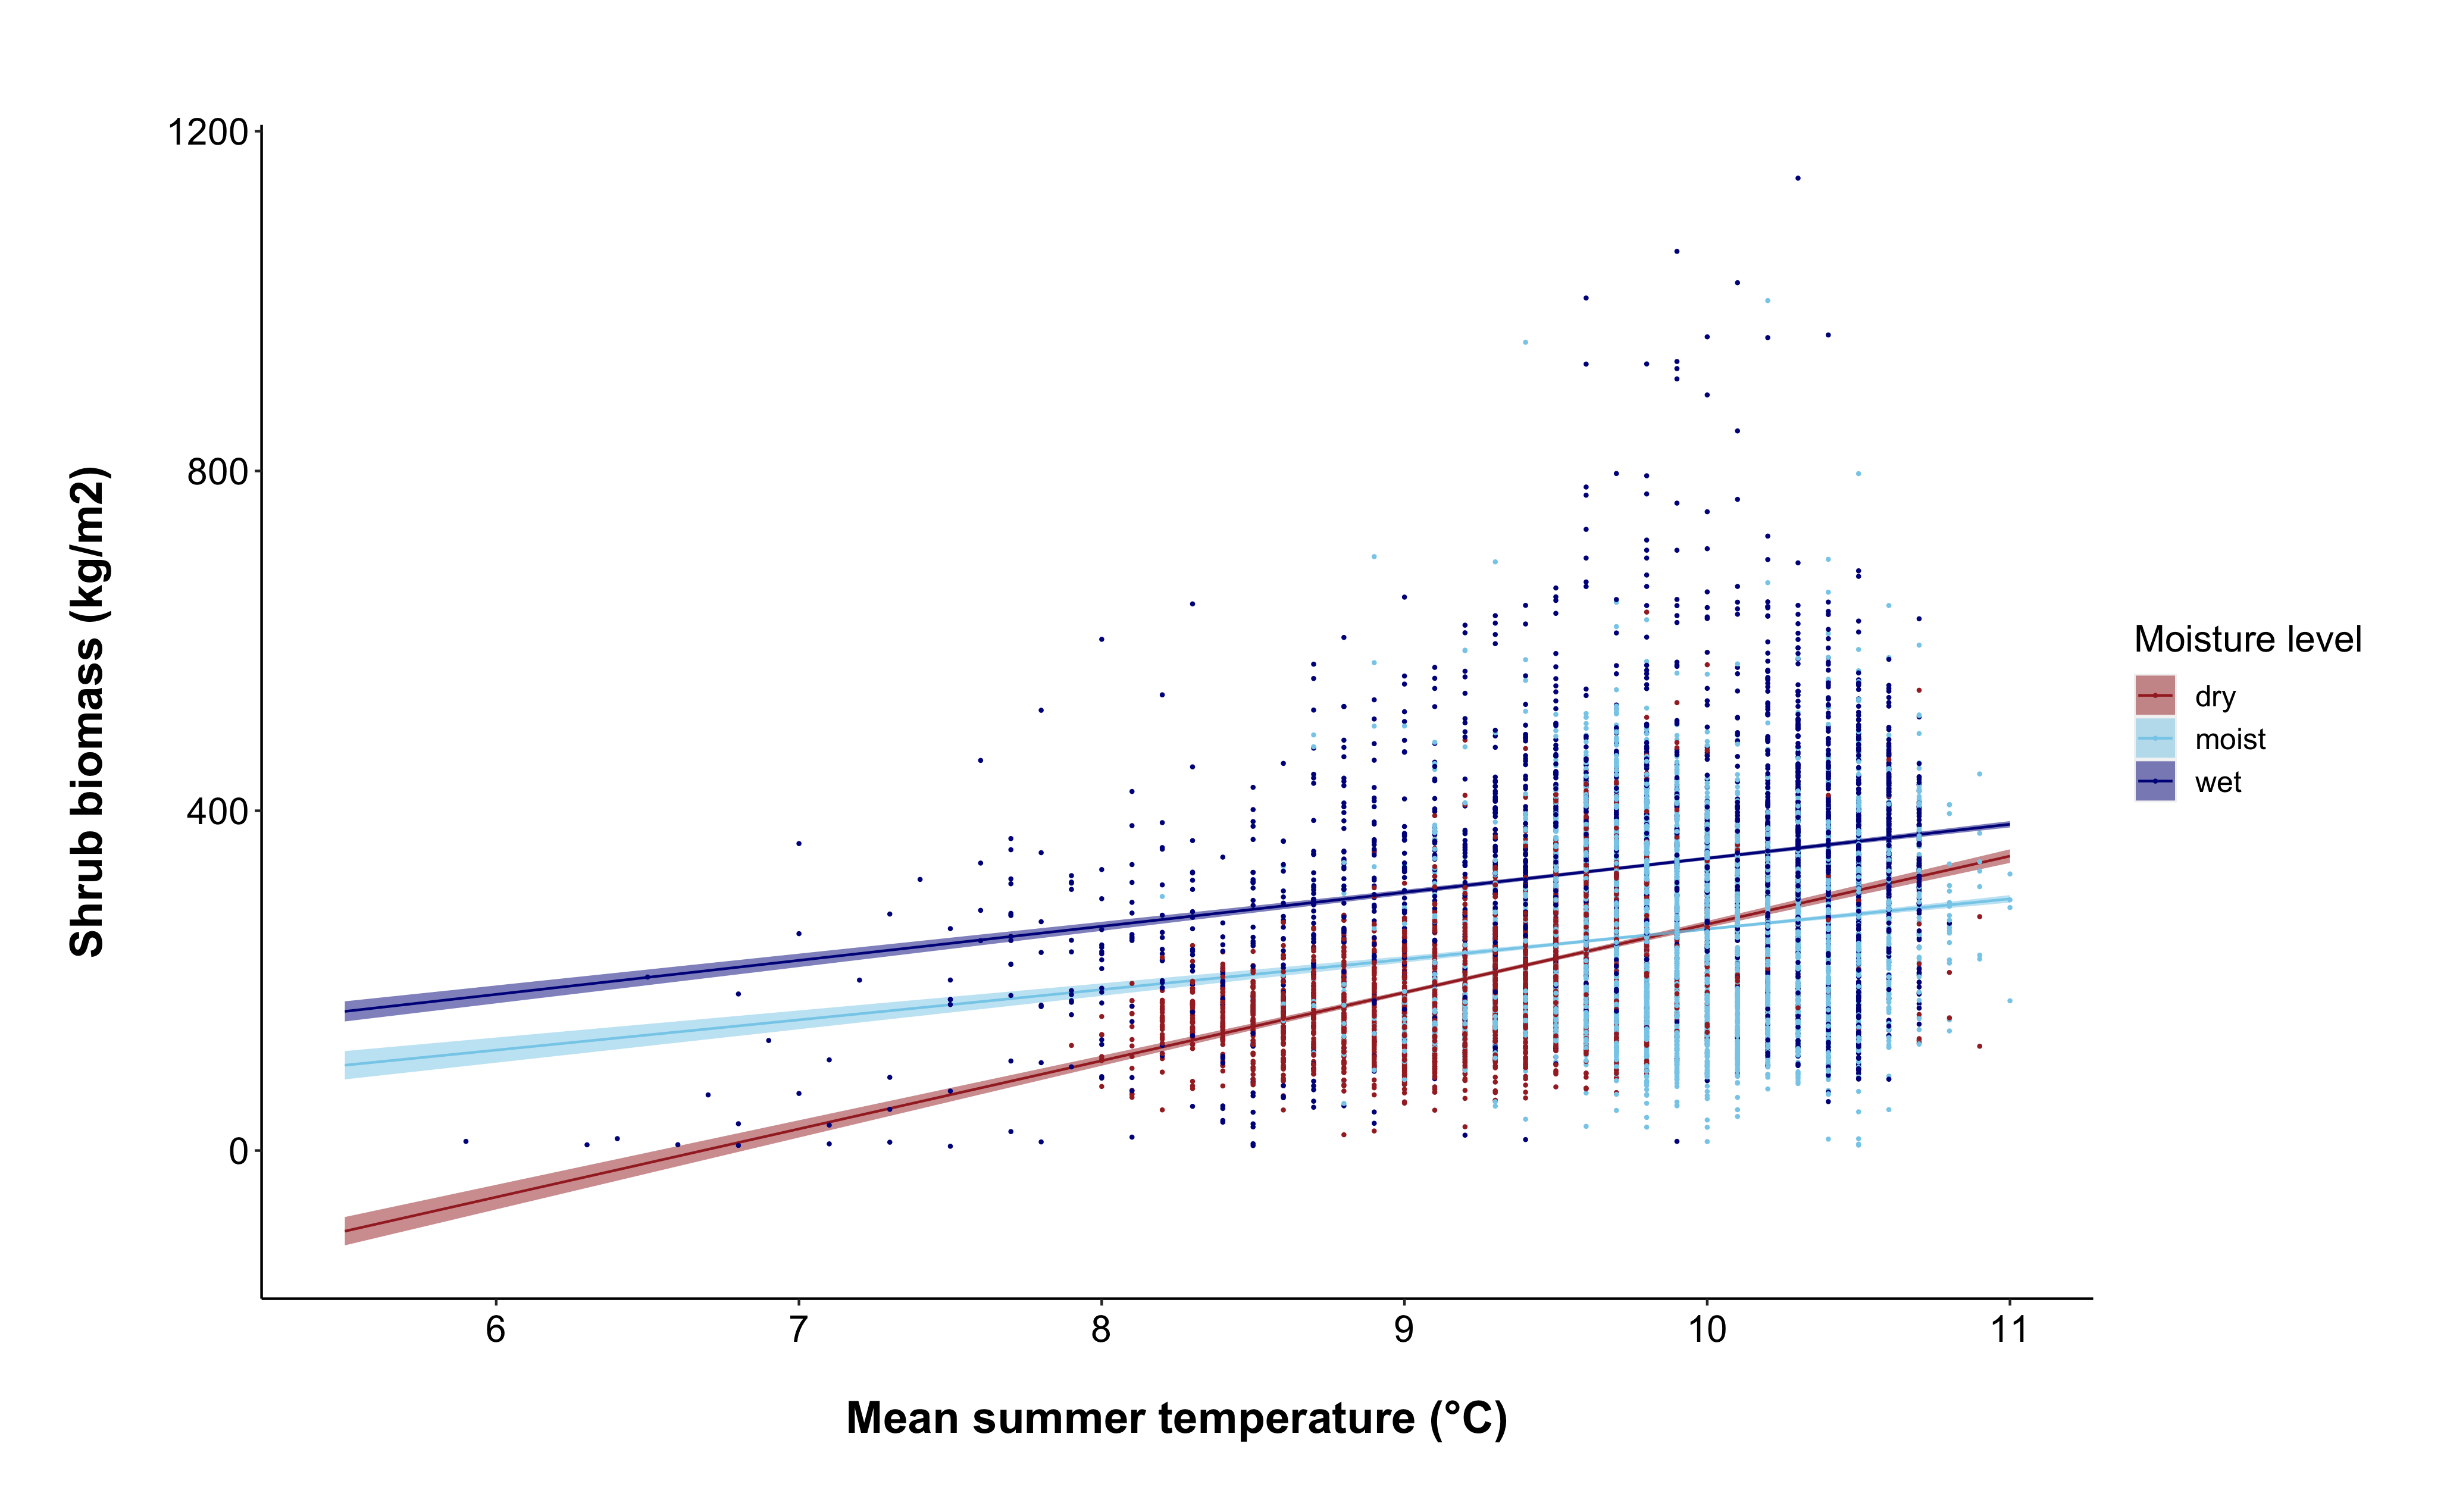 1200
800
400
0
Shrub biomass (kg/m2)
6 7 8 9 10 11
Mean summer temperature (°C)
Moisture level
dry
moist
wet